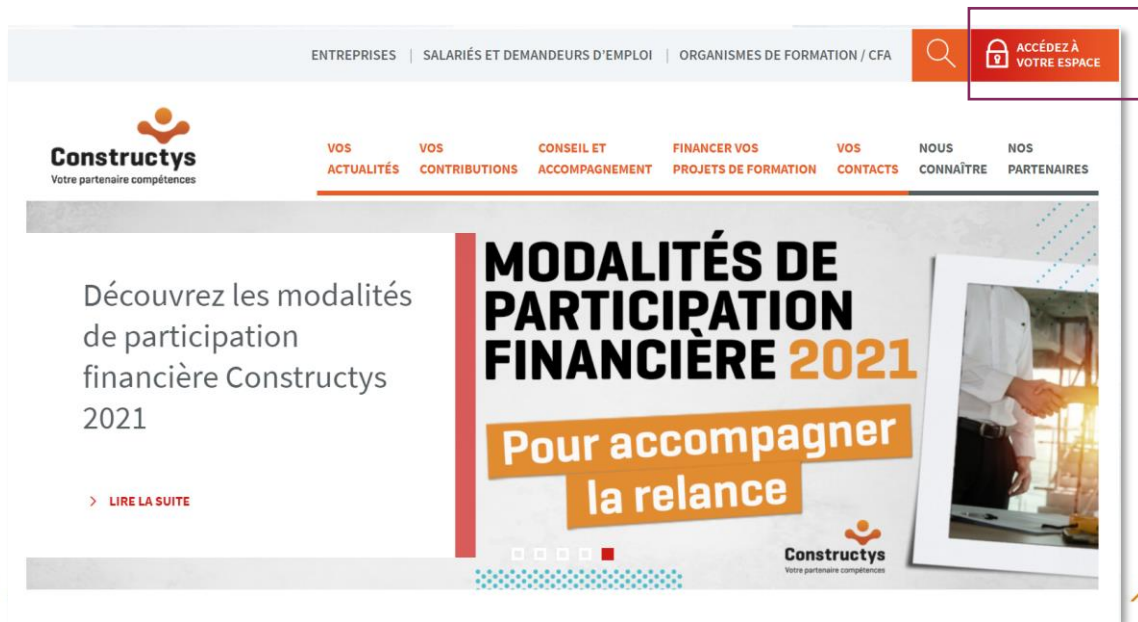 ENTREPRISES | SALARIÉS ET DEMANDEURS D'EMPLOI | ORGANISMES DE FORMATION / CFA
ACCÉDEZ À
VOTRE ESPACE
Constructys
Votre partenaire compétences
VOS
ACTUALITÉS
VOS
CONTRIBUTIONS
CONSEIL ET
ACCOMPAGNEMENT
FINANCER VOS
PROJETS DE FORMATION
VOS
CONTACTS
NOUS
CONNAÎTRE
NOS
PARTENAIRES
Découvrez les modalités
de participation
financière Constructys
2021
> LIRE LA SUITE
MODALITÉS DE
PARTICIPATION
FINANCIÈRE 2021
Pour accompagner
la relance
Constructys
Votre partenaire compétences